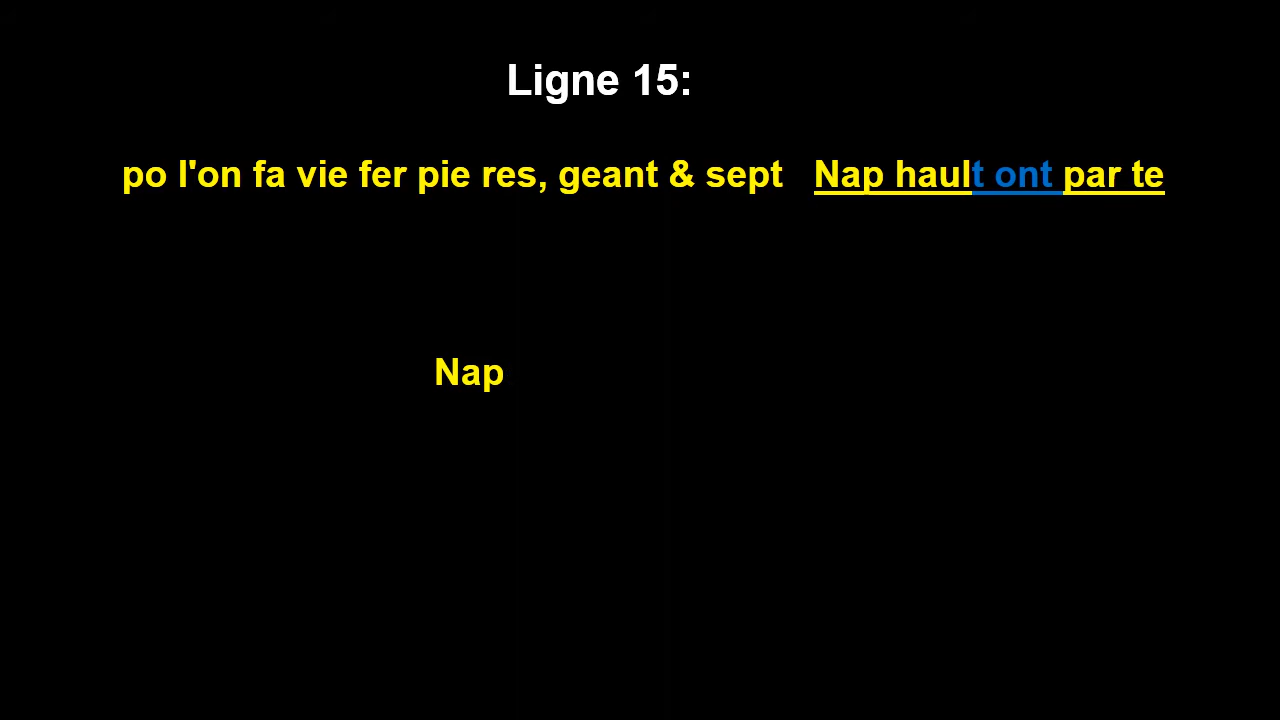 Ligne 15:
po l'on fa vie fer pie res, geant & sept Nap hault ont par te
Nap